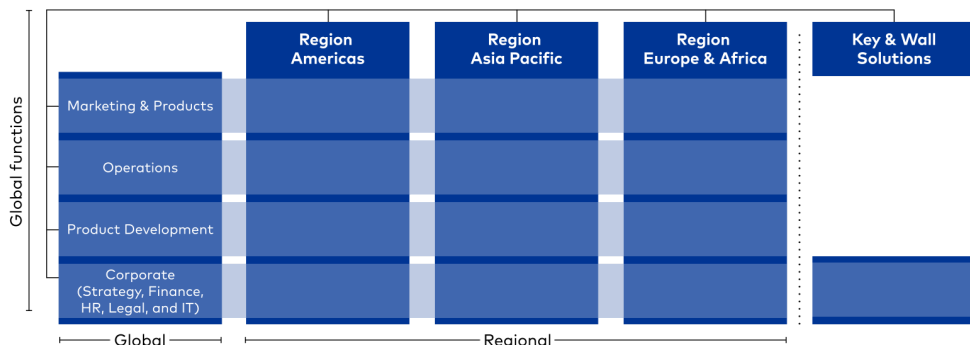 Region
Americas
Region
Asia Pacific
Region
Europe & Africa
Key & Wall
Solutions
Global functions
Marketing & Products
Operations
Product Development
Corporate
(Strategy, Finance,
HR, Legal, and IT)
Global
Regional